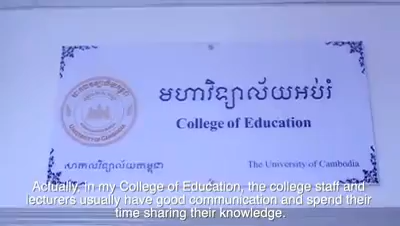 មហាវិទ្យាល័យអប់រំ
College of Education
សាកលវិទ្យាល័យកម្ពុជា
The University of Cambodia
Actually, in my College of Education, the college staff and
lecturers usually have good communication and spend their
time sharing their knowledge.